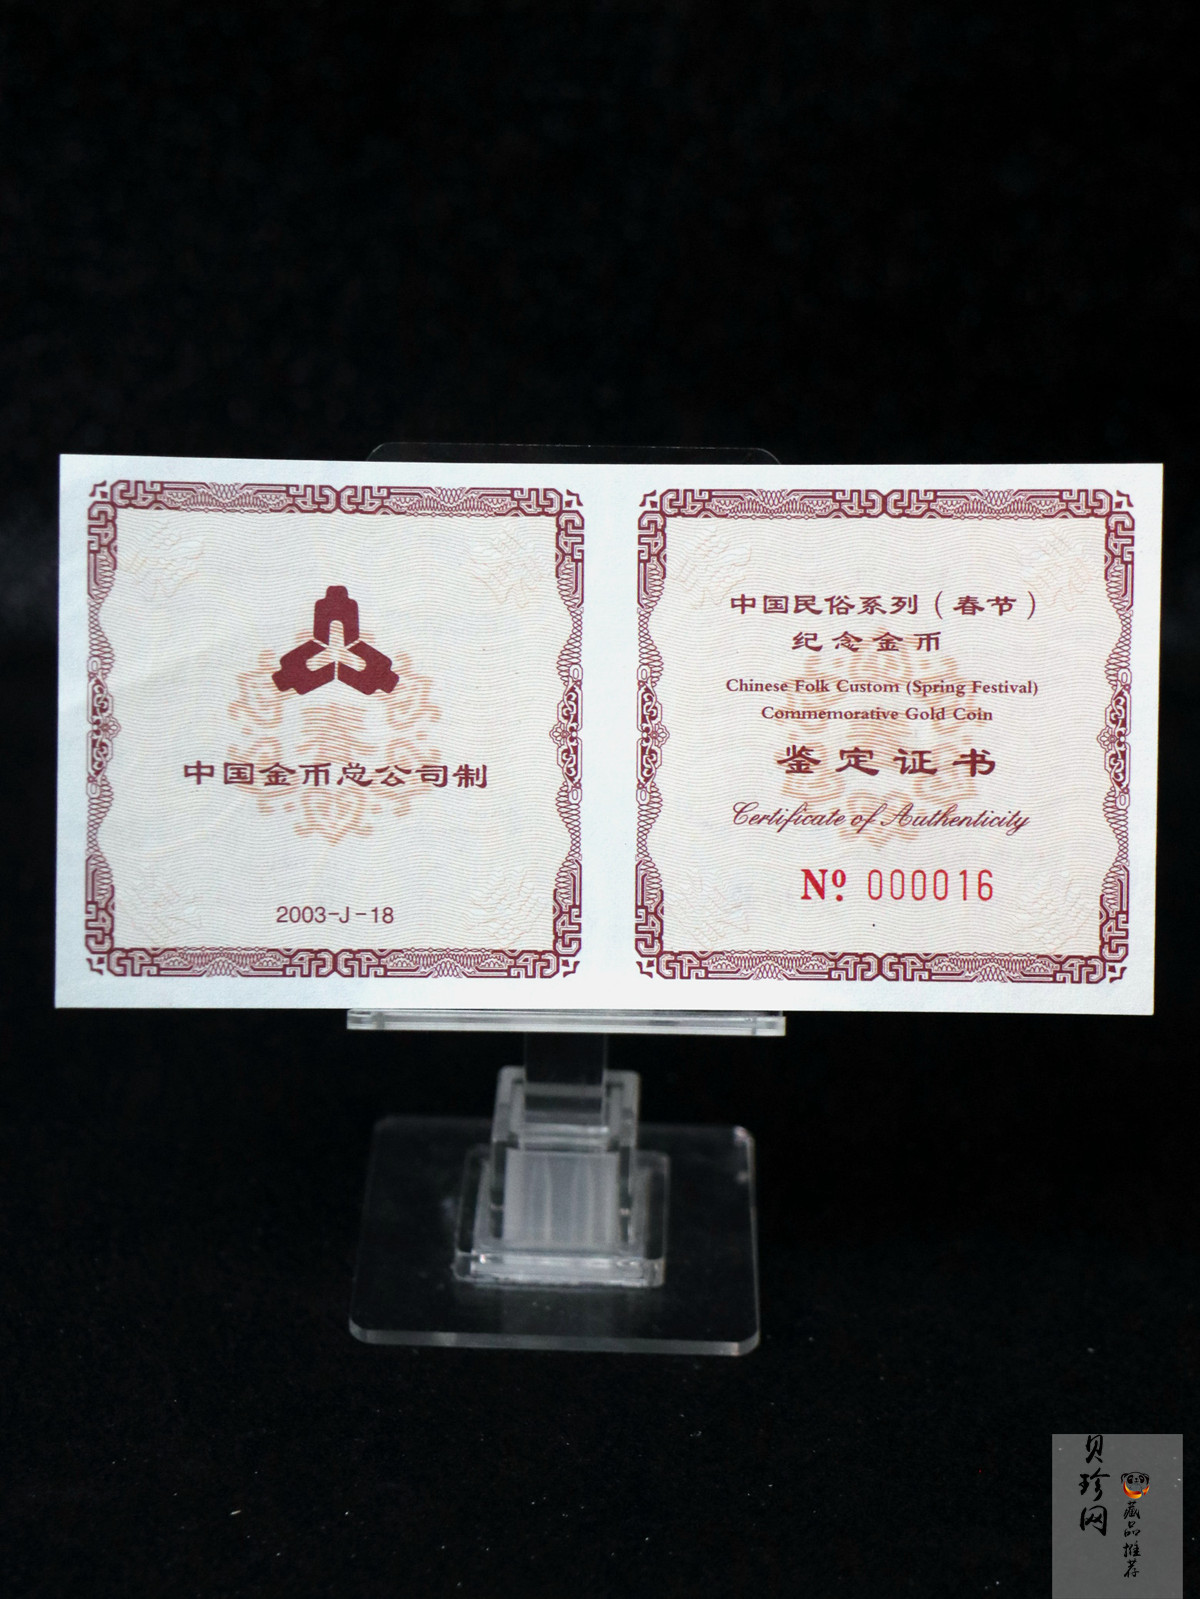 中国金币总公司制
2003-J-18
中国民俗系列（春节）
纪念金币
Chinese Folk Custom (Spring Festival)
Commemorative Gold Coin
鉴定证书
Certificate of Authenticity
Nº. 000016
贝珍网
藏品推荐